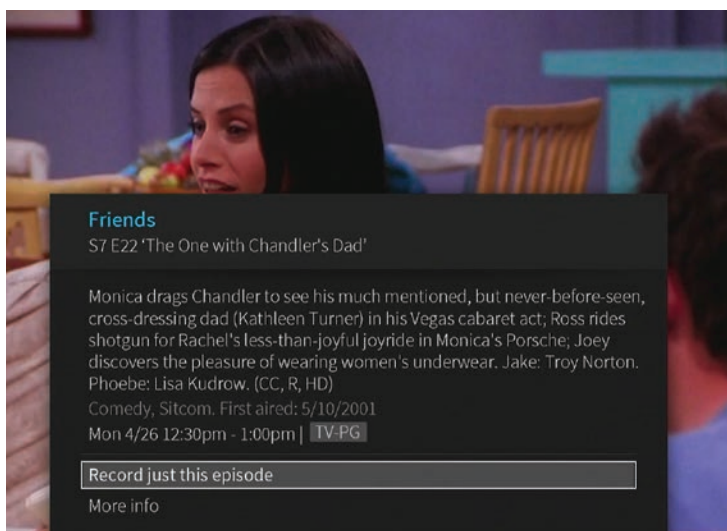 Friends
S7 E22 ‘The One with Chandler's Dad’
Monica drags Chandler to see his much mentioned, but never-before-seen,
cross-dressing dad (Kathleen Turner) in his Vegas cabaret act; Ross rides
shotgun for Rachel's less-than-joyful joyride in Monica's Porsche; Joey
discovers the pleasure of wearing women's underwear. Jake: Troy Norton.
Phoebe: Lisa Kudrow. (CC, R, HD)
Comedy, Sitcom. First aired: 5/10/2001
Mon 4/26 12:30pm - 1:00pm | TV-PG
Record just this episode
More info